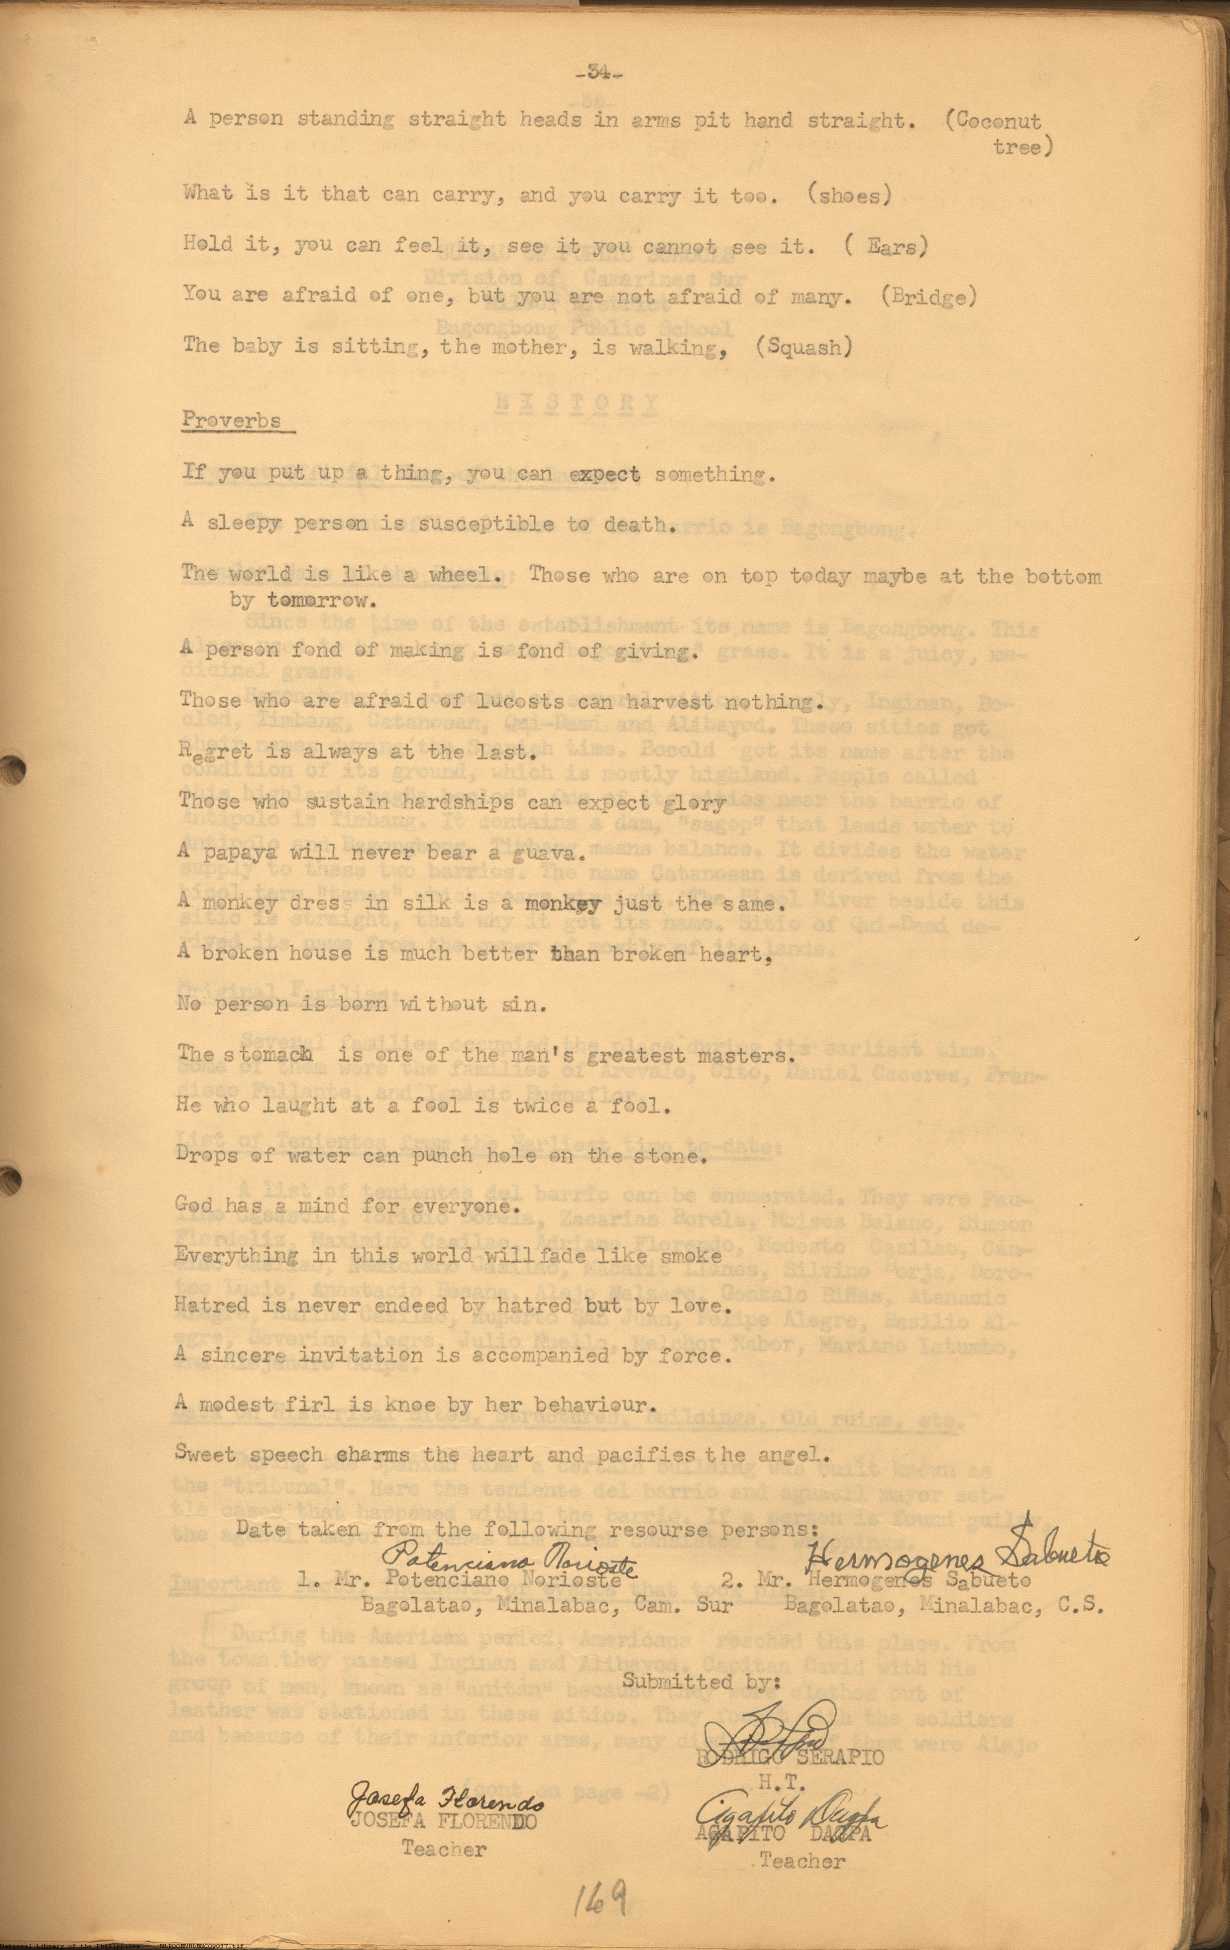 -34-
A person standing straight heads in arms pit hand straight. (Coconut
tree)
What is it that can carry, and you carry it too. (shoes)
Hold it, you can feel it, see it you cannot see it. ( Ears)
You are afraid of one, but you are not afraid of many. (Bridge)
The baby is sitting, the mother, is walking, (Squash)
Proverbs
If you put up a thing, you can expect something.
A sleepy person is susceptible to death.
The world is like a wheel. Those who are on top today maybe at the bottom
by tomorrow.
A person fond of making is fond of giving.
Those who are afraid of lucosts can harvest nothing.
Regret is always at the last.
Those who sustain hardships can expect glory
A papaya will never bear a guava.
A monkey dress in silk is a monkey just the same.
A broken house is much better than broken heart,
No person is born without sin.
The stomach is one of the man's greatest masters.
He who laught at a fool is twice a fool.
Drops of water can punch hole on the stone.
God has a mind for everyone.
Everything in this world will fade like smoke
Hatred is never endeed by hatred but by love.
A sincere invitation is accompanied by force.
A modest firl is knoe by her behaviour.
Sweet speech charms the heart and pacifies the angel.
Date taken from the following resourse persons:
Potenciano Norioste Hermogenes Sabueto
1. Mr. Potenciano Norioste 2. Mr. Hermogenes Sabueto
Bagolatao, Minalabac, Cam. Sur Bagolatao, Minalabac, C.S.
Submitted by:
RODRIGO SERAPIO
H.T.
Josefa Florendo
JOSEFA FLORENDO
Teacher
Agapito
AGAPITO
Teacher
169